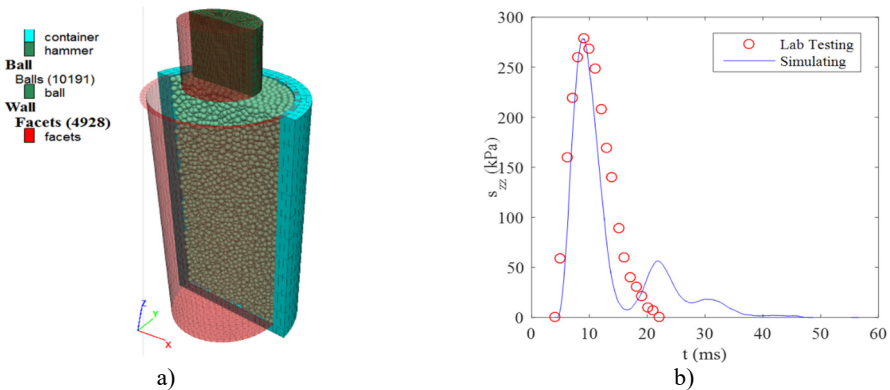 container
hammer
Ball
Balls (10191)
ball
Wall
Facets (4928)
facets
Z
Y
X
a)
300
250
200
150
100
50
0
s_zz (kPa)
Lab Testing
Simulating
0 10 20 30 40 50 60
t (ms)
b)